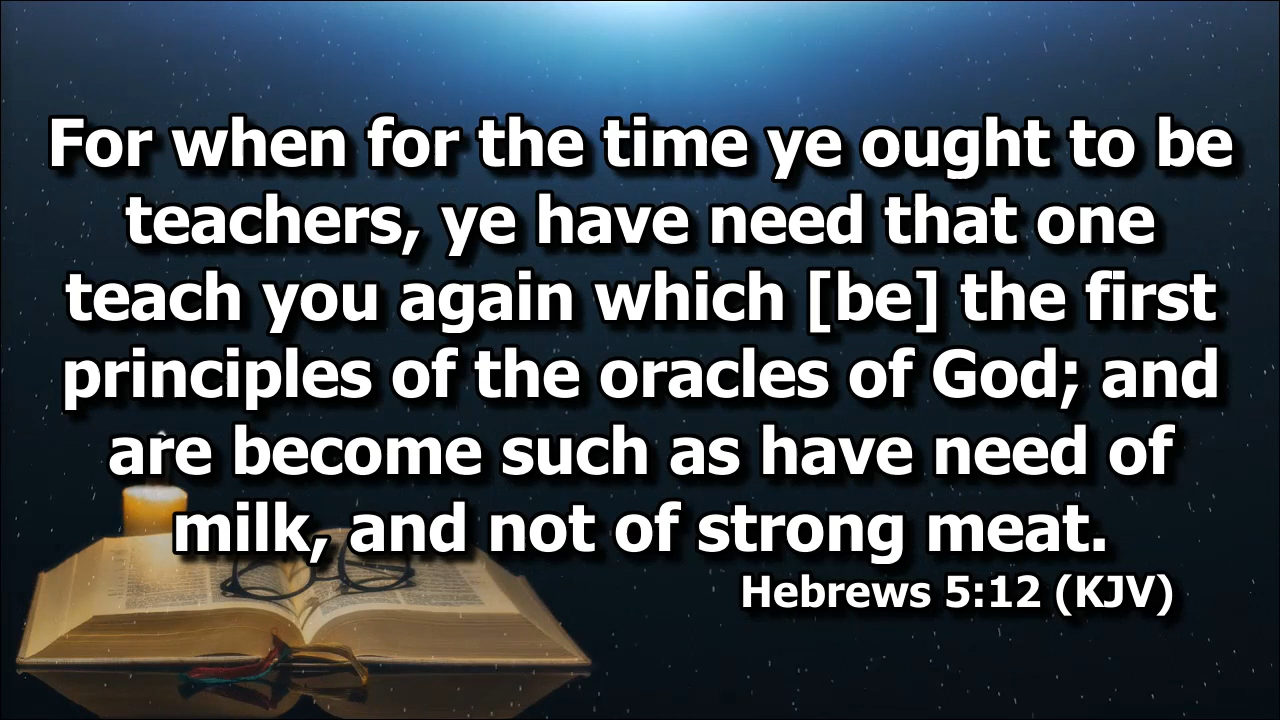 For when for the time ye ought to be
teachers, ye have need that one
teach you again which [be] the first
principles of the oracles of God; and
are become such as have need of
milk, and not of strong meat.
Hebrews 5:12 (KJV)